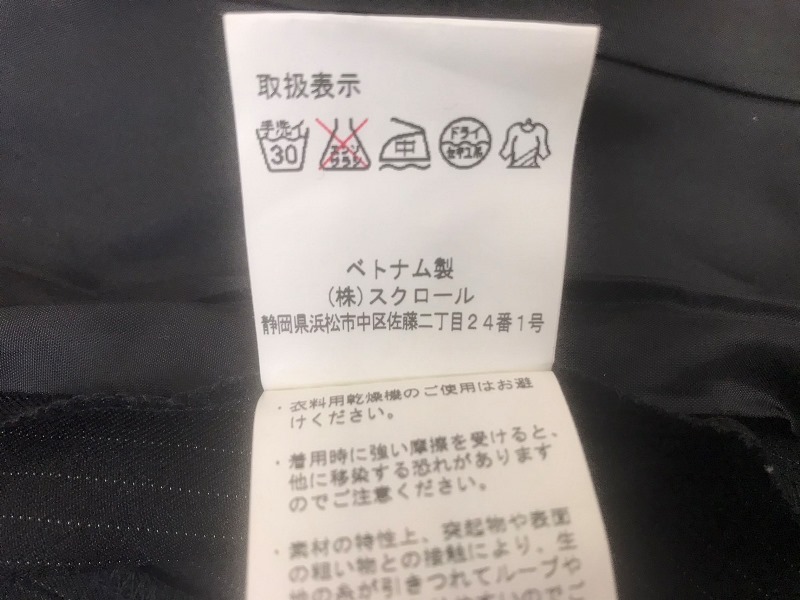 取扱表示
手洗イ
30
エンソ
サラシ
中
ドライ
ベトナム製
(株)スクロール
静岡県浜松市中区佐藤二丁目24番1号
・衣料用乾燥機のご使用はお避
けください。
・着用時に強い摩擦を受けると、
他に移染する恐れがあります
のでご注意ください。
・素材の特性上、突起物や表面
の粗い物との接触により、生
地の糸が引きつれてループや